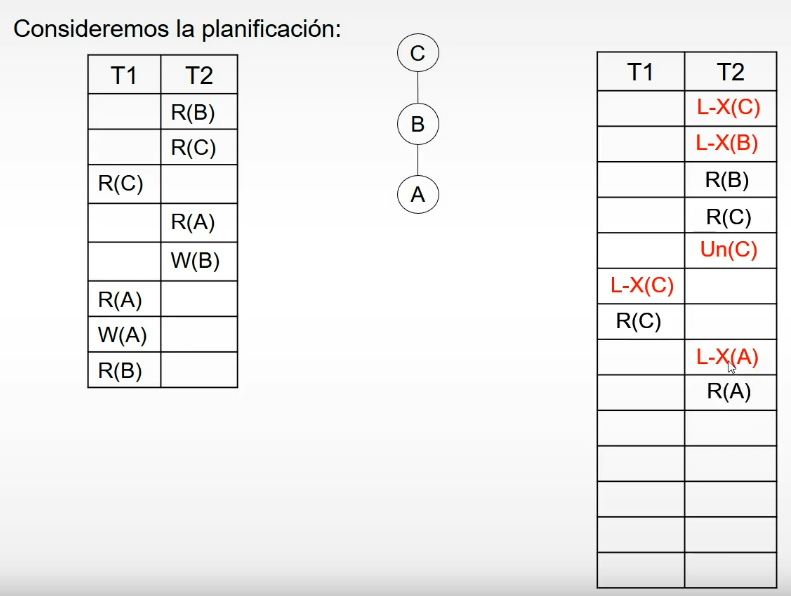 Consideremos la planificación:
T1 T2
R(B)
R(C)
R(C)
R(A)
W(B)
R(A)
W(A)
R(B)
C
B
A
T1 T2
L-X(C)
L-X(B)
R(B)
R(C)
Un(C)
L-X(C)
R(C)
L-X(A)
R(A)